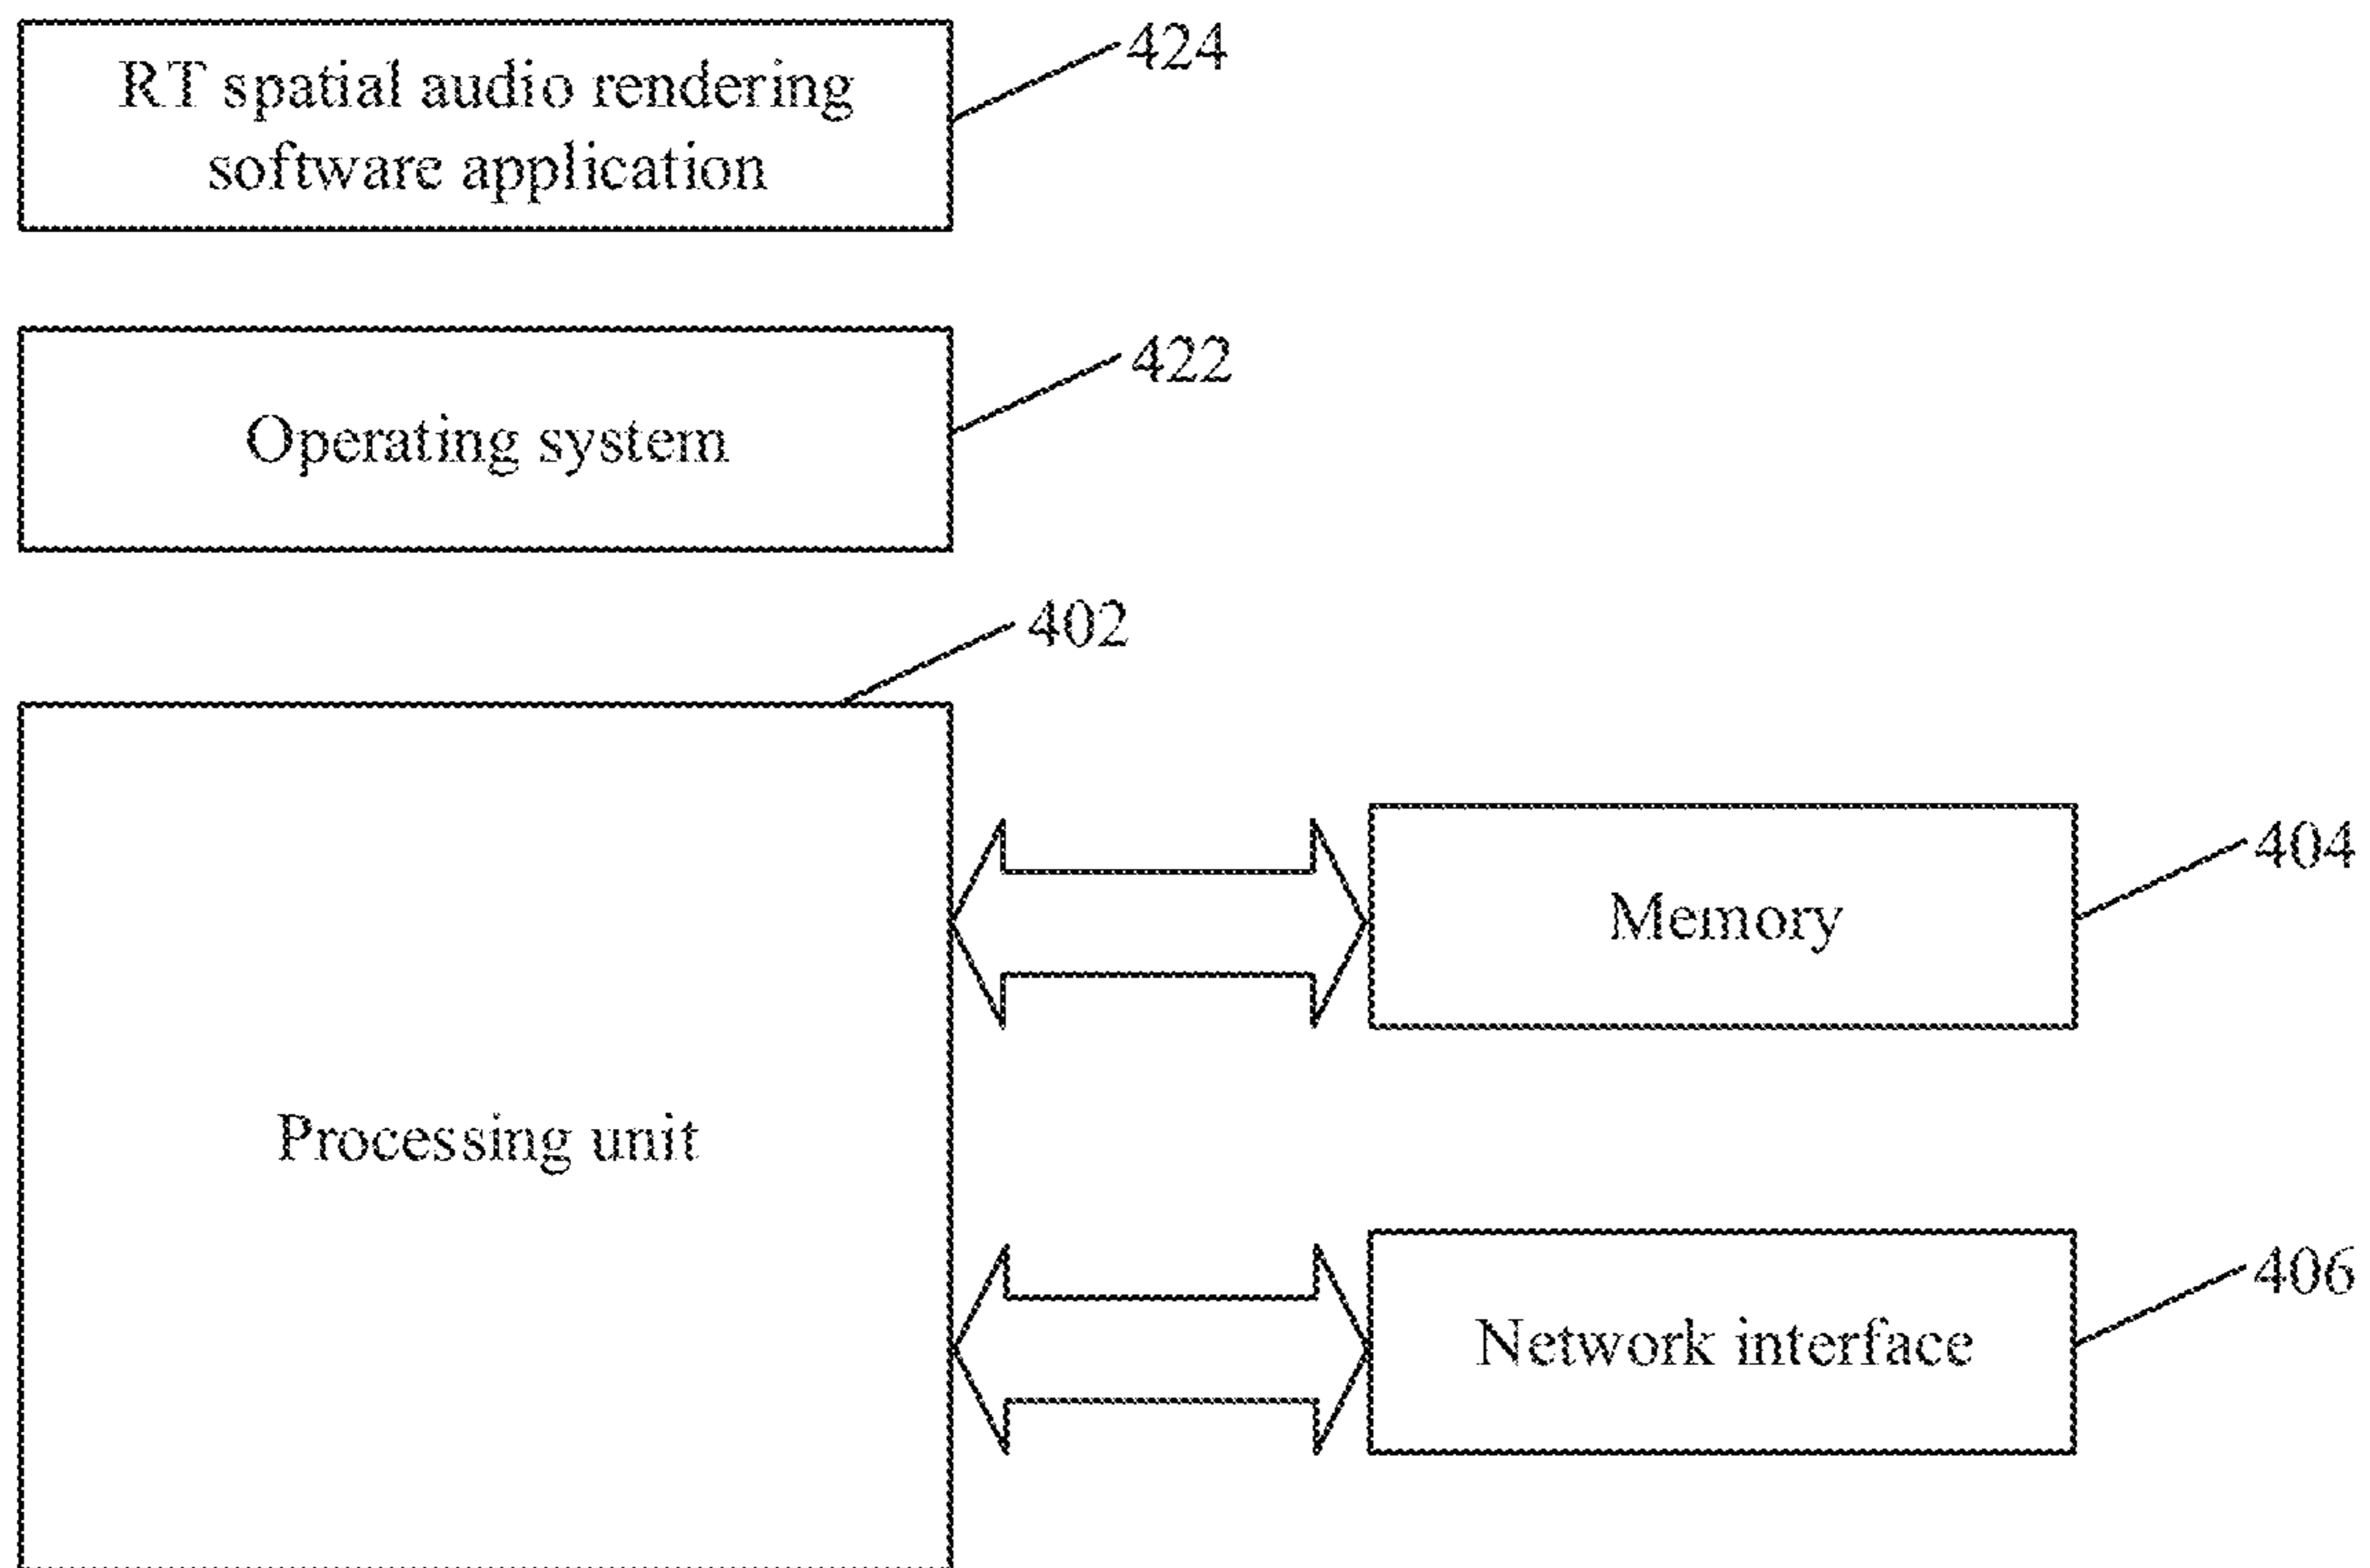 RT spatial audio rendering
software application
424
Operating system
422
402
Processing unit
Memory
404
Network interface
406